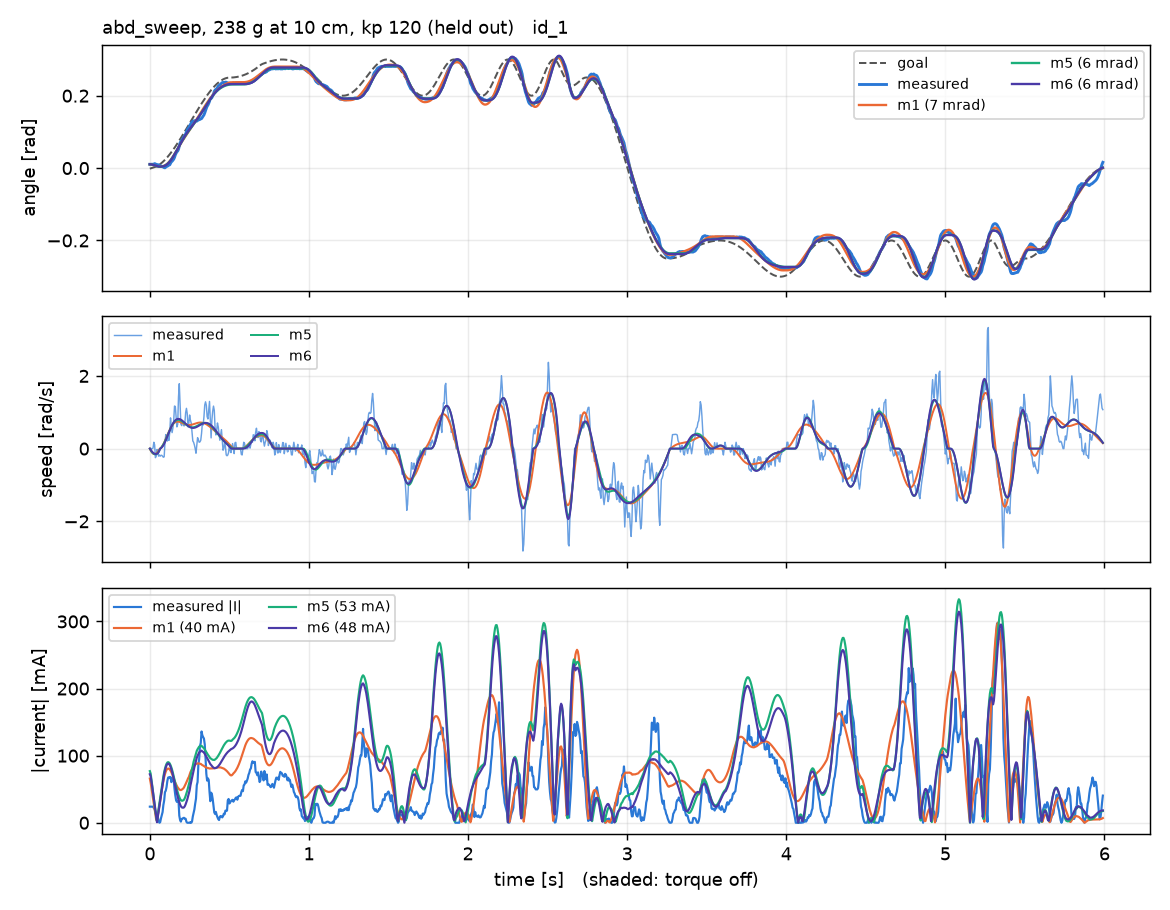 abd_sweep, 238 g at 10 cm, kp 120 (held out)   id_1
goal
measured
m1 (7 mrad)
m5 (6 mrad)
m6 (6 mrad)
angle [rad]
0.2
0.0
−0.2
measured
m1
m5
m6
speed [rad/s]
2
0
−2
measured |I|
m1 (40 mA)
m5 (53 mA)
m6 (48 mA)
|current| [mA]
300
200
100
0
0 1 2 3 4 5 6
time [s]   (shaded: torque off)